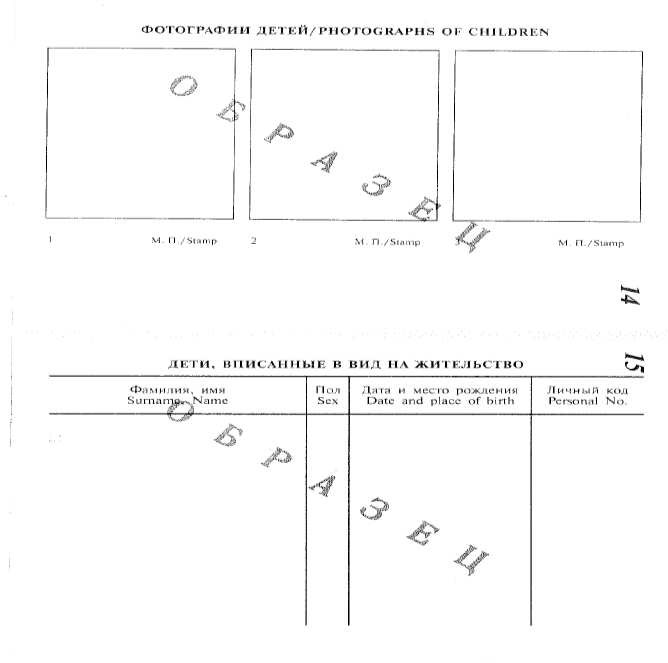 ФОТОГРАФИИ ДЕТЕЙ/PHOTOGRAPHS OF CHILDREN
ОБРАЗЕЦ
1 М. П./Stamp 2 М. П./Stamp 3 М. П./Stamp
14
15
ДЕТИ, ВПИСАННЫЕ В ВИД НА ЖИТЕЛЬСТВО
Фамилия, имя Пол Дата и место рождения Личный код
Surname, Name Sex Date and place of birth Personal No.
ОБРАЗЕЦ